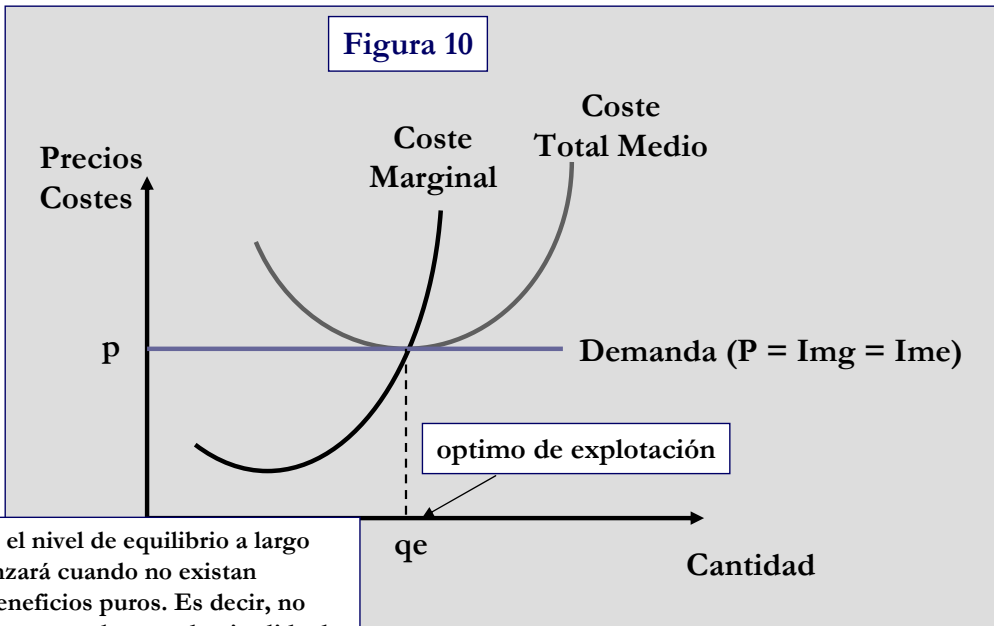 Figura 10
Coste
Total Medio
Coste
Marginal
Precios
Costes
p
Demanda (P = Img = Ime)
optimo de explotación
qe
Cantidad
el nivel de equilibrio a largo
nzará cuando no existan
eneficios puros. Es decir, no